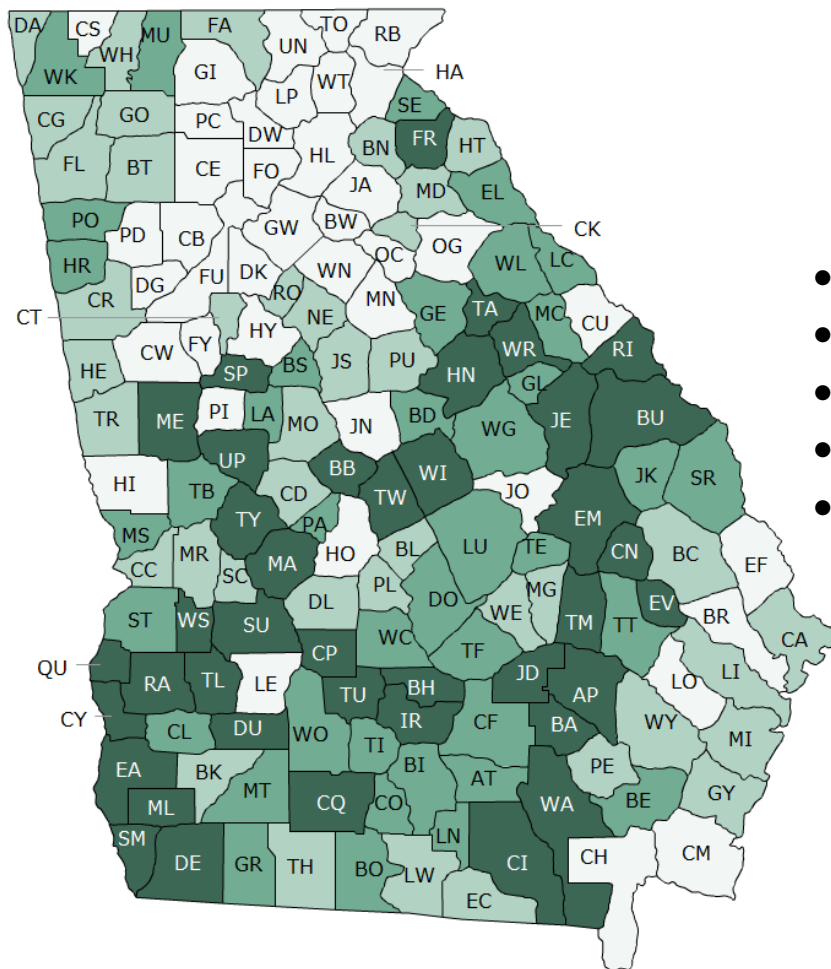 DA CS WH MU FA UN TO RB
WK GI LP WT HA
CG GO PC DW SE
FL BT CE FO HL BN FR HT
JA MD EL
PO PD CB GW BW CK
HR DG FU DK WN OC OG WL LC
CR RO MN
CT NE GE TA MC CU
HE CW FY HY WR RI
SP BS JS PU HN GL
TR ME PI LA MO JN BD WG JE BU
UP BB WI
HI TB CD TW JO JK SR
MS TY PA EM
MR MA HO BL LU TE CN BC EF
CC SC DL PL DO WE MG
ST WS SU TM TT EV BR CA
QU CP WC TF LI
RA TL LE TU BH JD AP LO
CY CL DU WO IR CF BA WY MI
EA BK TI BI PE
ML MT CQ CO AT WA BE GY
SM DE GR TH BO LN CI CH CM
LW EC